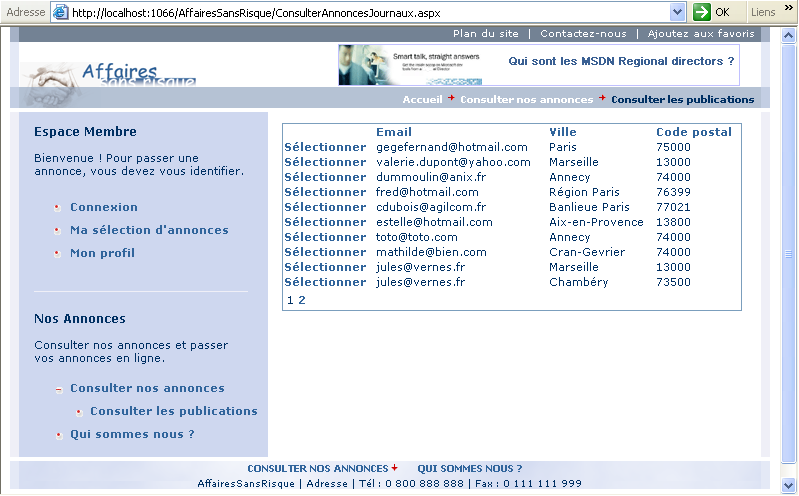 Adresse http://localhost:1066/AffairesSansRisque/ConsulterAnnoncesJournaux.aspx OK Liens
Plan du site | Contactez-nous | Ajoutez aux favoris
Affaires
sans risque
Smart talk, straight answers
Qui sont les MSDN Regional directors ?
Accueil Consulter nos annonces Consulter les publications
Espace Membre
Bienvenue ! Pour passer une
annonce, vous devez vous identifier.
Connexion
Ma sélection d'annonces
Mon profil
Nos Annonces
Consulter nos annonces et passer
vos annonces en ligne.
Consulter nos annonces
Consulter les publications
Qui sommes nous ?
Email Ville Code postal
Sélectionner gegefernand@hotmail.com Paris 75000
Sélectionner valerie.dupont@yahoo.com Marseille 13000
Sélectionner dummoulin@anix.fr Annecy 74000
Sélectionner fred@hotmail.com Région Paris 76399
Sélectionner cdubois@agilcom.fr Banlieue Paris 77021
Sélectionner estelle@hotmail.com Aix-en-Provence 13800
Sélectionner toto@toto.com Annecy 74000
Sélectionner mathilde@bien.com Cran-Gevrier 74000
Sélectionner jules@vernes.fr Marseille 13000
Sélectionner jules@vernes.fr Chambéry 73500
1 2
CONSULTER NOS ANNONCES QUI SOMMES NOUS ?
AffairesSansRisque | Adresse | Tél : 0 800 888 888 | Fax : 0 111 111 999